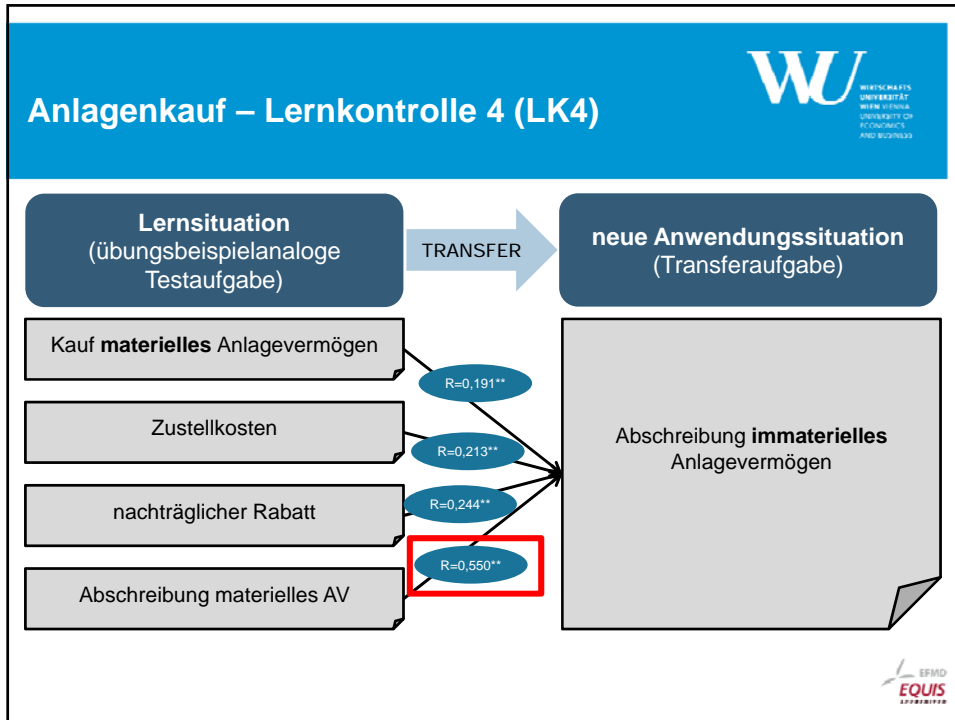 Anlagenkauf – Lernkontrolle 4 (LK4)
WU
WIRTSCHAFTS
UNIVERSITÄT
WIEN VIENNA
UNIVERSITY OF
ECONOMICS
AND BUSINESS
Lernsituation
(übungsbeispielanaloge
Testaufgabe)
TRANSFER
neue Anwendungssituation
(Transferaufgabe)
Kauf materielles Anlagevermögen
R=0,191**
Zustellkosten
R=0,213**
nachträglicher Rabatt
R=0,244**
Abschreibung materielles AV
R=0,550**
Abschreibung immaterielles
Anlagevermögen
EFMD
EQUIS